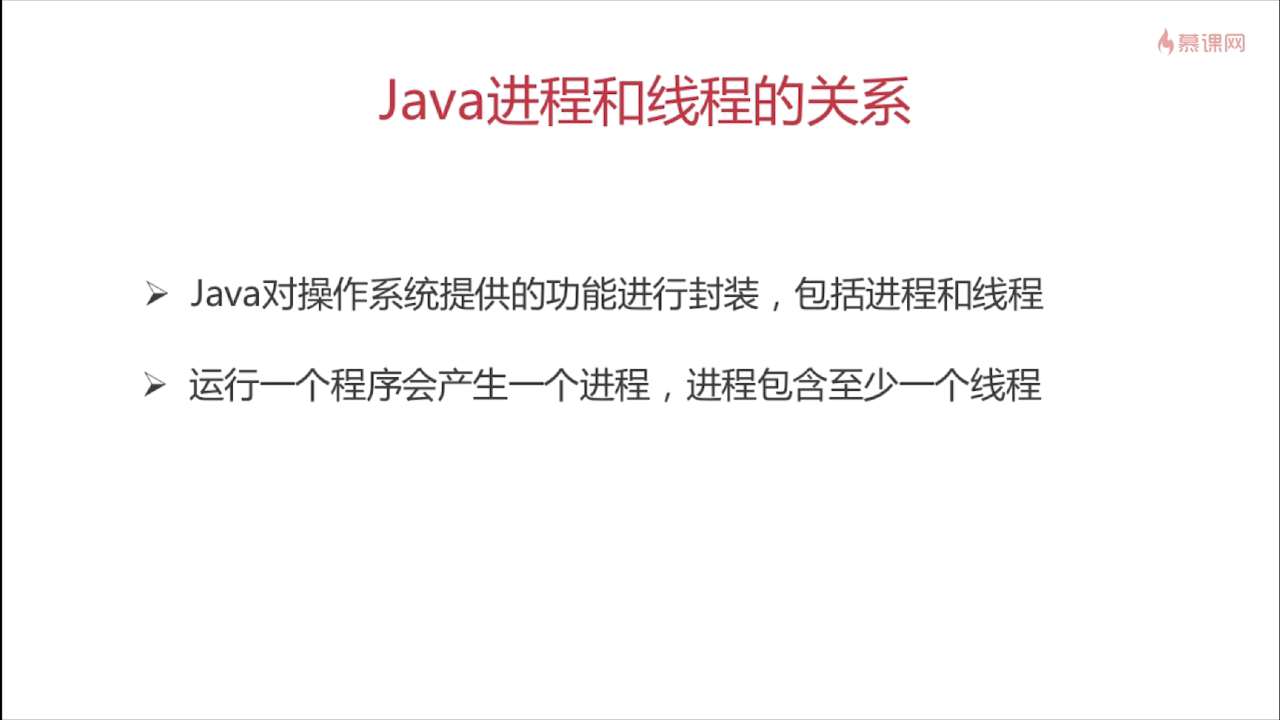 慕课网
Java进程和线程的关系
Java对操作系统提供的功能进行封装，包括进程和线程
运行一个程序会产生一个进程，进程包含至少一个线程